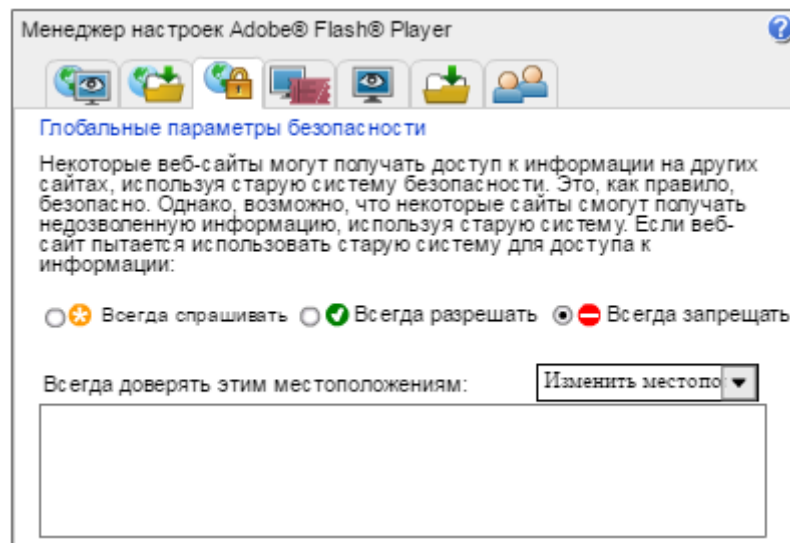 Менеджер настроек Adobe® Flash® Player
?
Глобальные параметры безопасности
Некоторые веб-сайты могут получать доступ к информации на других
сайтах, используя старую систему безопасности. Это, как правило,
безопасно. Однако, возможно, что некоторые сайты смогут получать
недозволенную информацию, используя старую систему. Если веб-
сайт пытается использовать старую систему для доступа к
информации:
Всегда спрашивать Всегда разрешать Всегда запрещать
Всегда доверять этим местоположениям: Изменить местопо